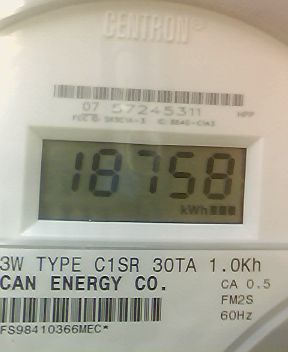 CENTRON®
07 57245311 HPP
18758
kWh
3W TYPE C1SR 30TA 1.0Kh
CAN ENERGY CO. CA 0.5
FM2S
60Hz
FS98410366MEC*